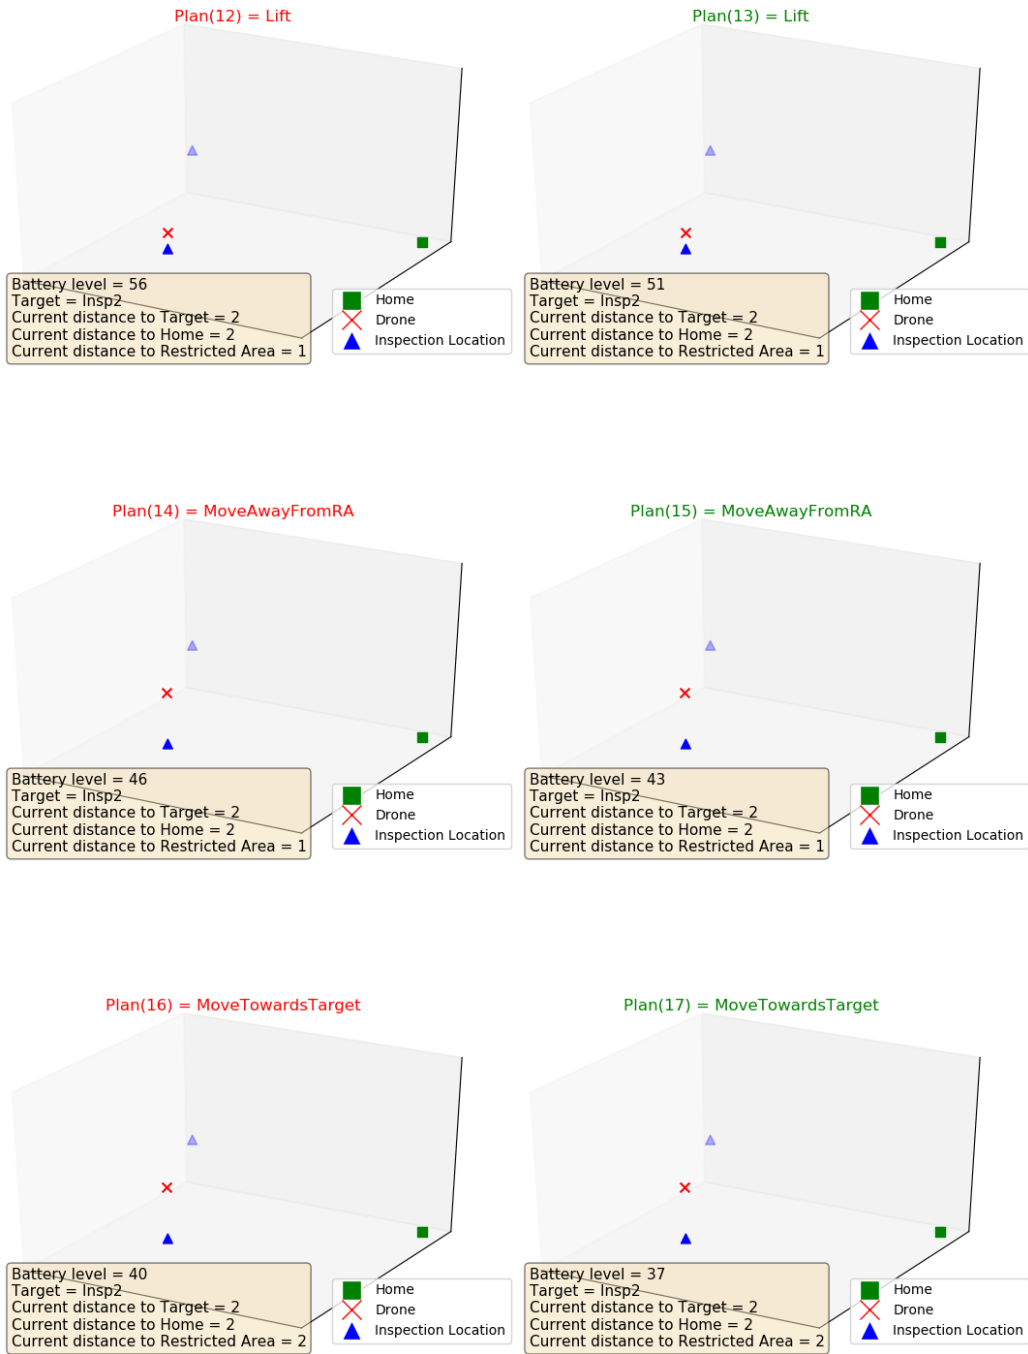 Plan(12) = Lift
Battery level = 56
Target = Insp2
Current distance to Target = 2
Current distance to Home = 2
Current distance to Restricted Area = 1
Home
Drone
Inspection Location
Plan(13) = Lift
Battery level = 51
Target = Insp2
Current distance to Target = 2
Current distance to Home = 2
Current distance to Restricted Area = 1
Home
Drone
Inspection Location
Plan(14) = MoveAwayFromRA
Battery level = 46
Target = Insp2
Current distance to Target = 2
Current distance to Home = 2
Current distance to Restricted Area = 1
Home
Drone
Inspection Location
Plan(15) = MoveAwayFromRA
Battery level = 43
Target = Insp2
Current distance to Target = 2
Current distance to Home = 2
Current distance to Restricted Area = 1
Home
Drone
Inspection Location
Plan(16) = MoveTowardsTarget
Battery level = 40
Target = Insp2
Current distance to Target = 2
Current distance to Home = 2
Current distance to Restricted Area = 2
Home
Drone
Inspection Location
Plan(17) = MoveTowardsTarget
Battery level = 37
Target = Insp2
Current distance to Target = 2
Current distance to Home = 2
Current distance to Restricted Area = 2
Home
Drone
Inspection Location